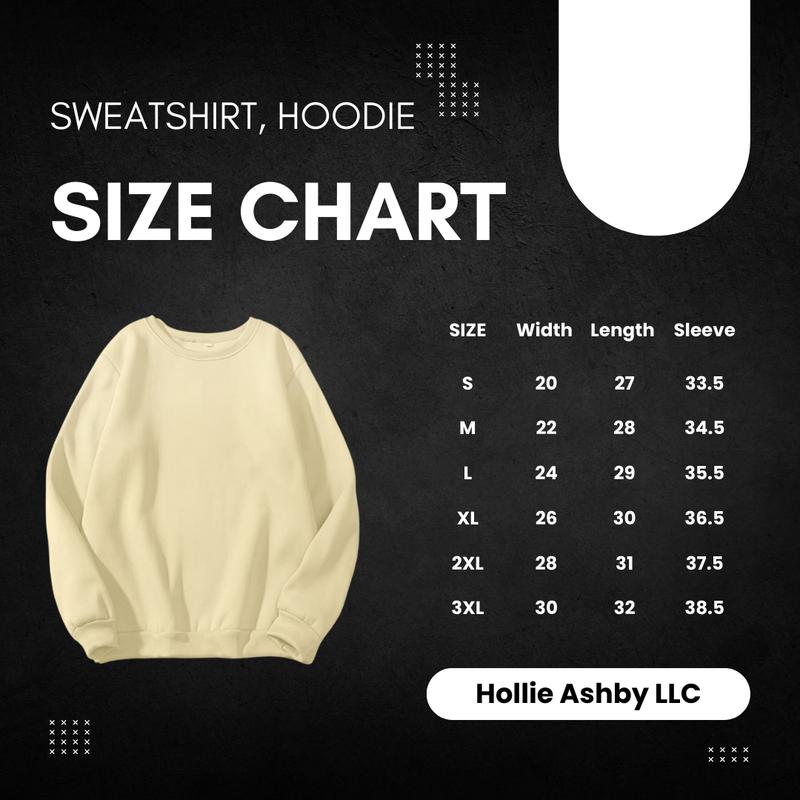 SWEATSHIRT, HOODIE
SIZE CHART
SIZE Width Length Sleeve
S 20 27 33.5
M 22 28 34.5
L 24 29 35.5
XL 26 30 36.5
2XL 28 31 37.5
3XL 30 32 38.5
Hollie Ashby LLC